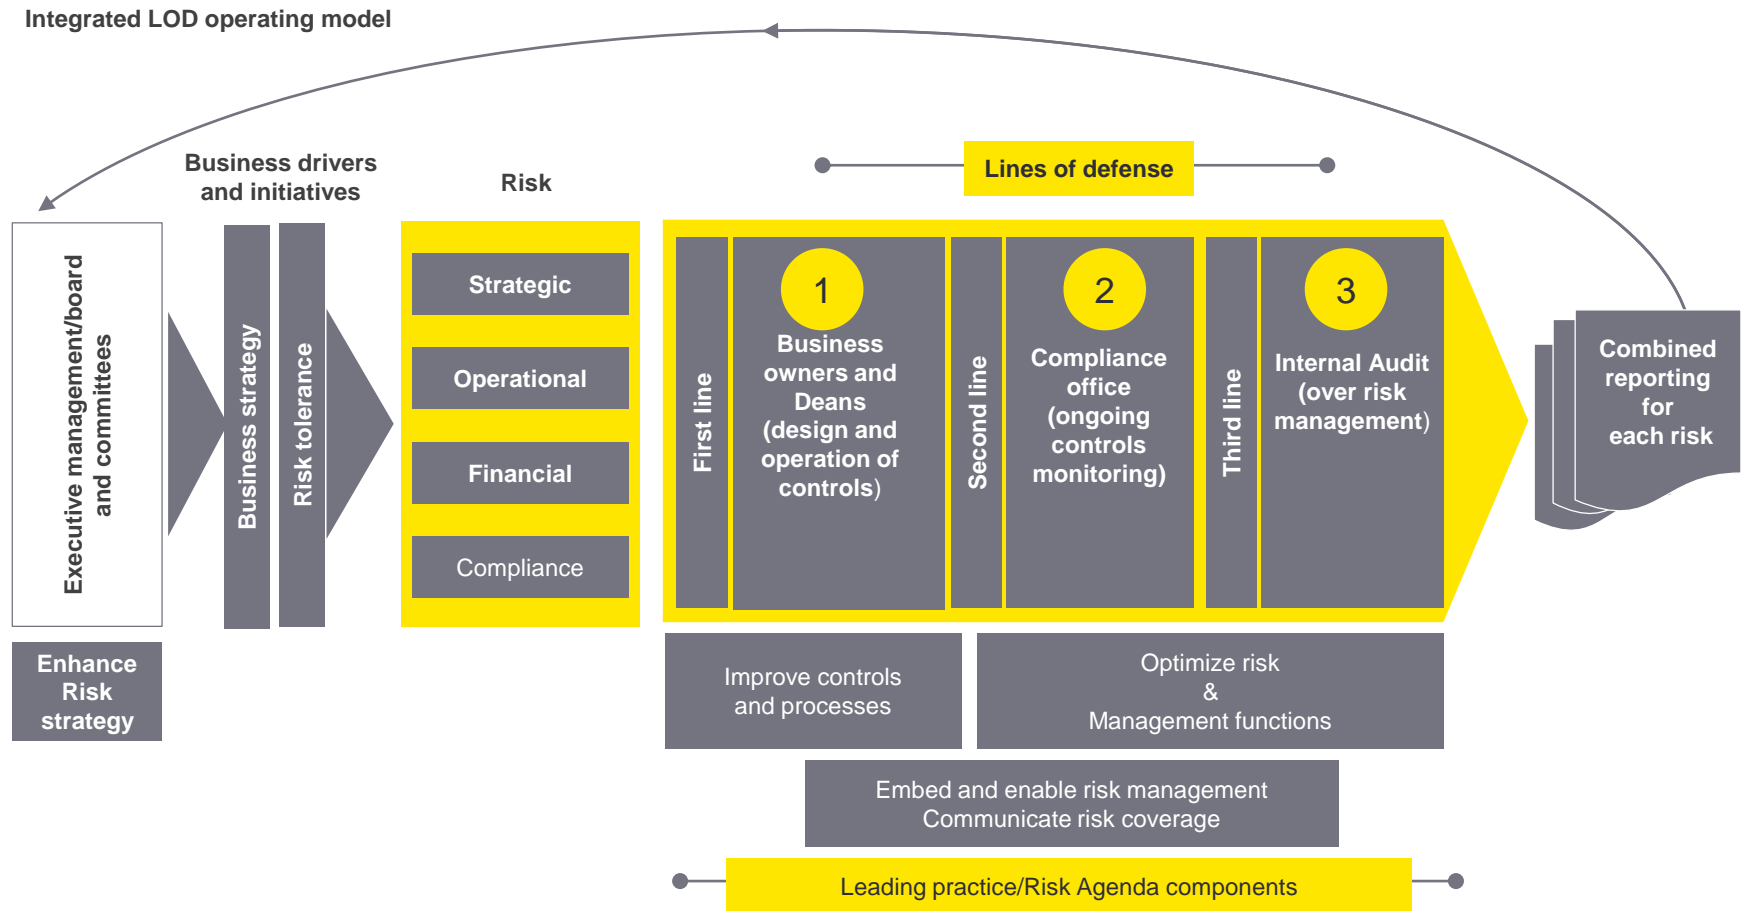 Integrated LOD operating model
Business drivers
and initiatives
Risk
Lines of defense
Executive management/board
and committees
Business strategy
Risk tolerance
Strategic
Operational
Financial
Compliance
First line
1
Business
owners and
Deans
(design and
operation of
controls)
Second line
2
Compliance
office
(ongoing
controls
monitoring)
Third line
3
Internal Audit
(over risk
management)
Combined
reporting
for
each risk
Enhance
Risk
strategy
Improve controls
and processes
Optimize risk
&
Management functions
Embed and enable risk management
Communicate risk coverage
Leading practice/Risk Agenda components